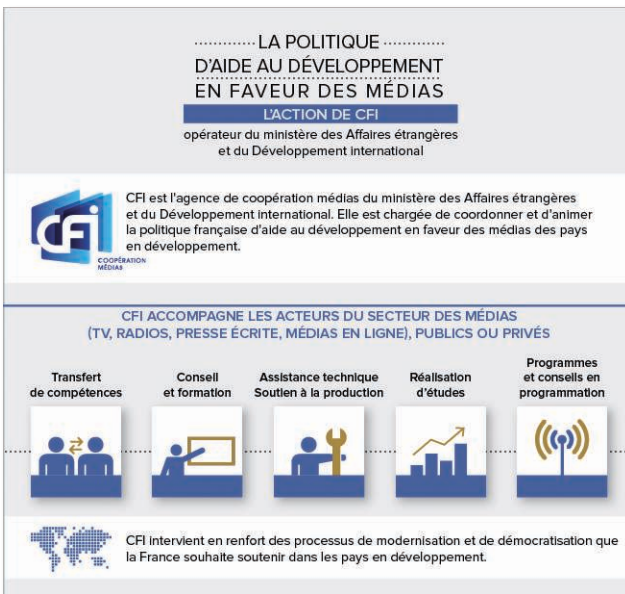 LA POLITIQUE
D'AIDE AU DÉVELOPPEMENT
EN FAVEUR DES MÉDIAS
L'ACTION DE CFI
opérateur du ministère des Affaires étrangères
et du Développement international
CFI est l'agence de coopération médias du ministère des Affaires étrangères
et du Développement international. Elle est chargée de coordonner et d'animer
la politique française d'aide au développement en faveur des médias des pays
en développement.
CFI
COOPÉRATION
MÉDIAS
CFI ACCOMPAGNE LES ACTEURS DU SECTEUR DES MÉDIAS
(TV, RADIOS, PRESSE ÉCRITE, MÉDIAS EN LIGNE), PUBLICS OU PRIVÉS
Transfert
de compétences
Conseil
et formation
Assistance technique
Soutien à la production
Réalisation
d'études
Programmes
et conseils en
programmation
CFI intervient en renfort des processus de modernisation et de démocratisation que
la France souhaite soutenir dans les pays en développement.